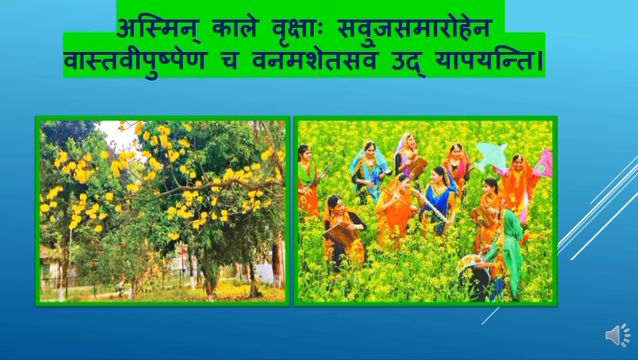 अस्मिन् काले वृक्षाः सवुजसमारोहेन
वास्तवीपुष्पेण च वनमशेतसवे उद् यापयन्ति।